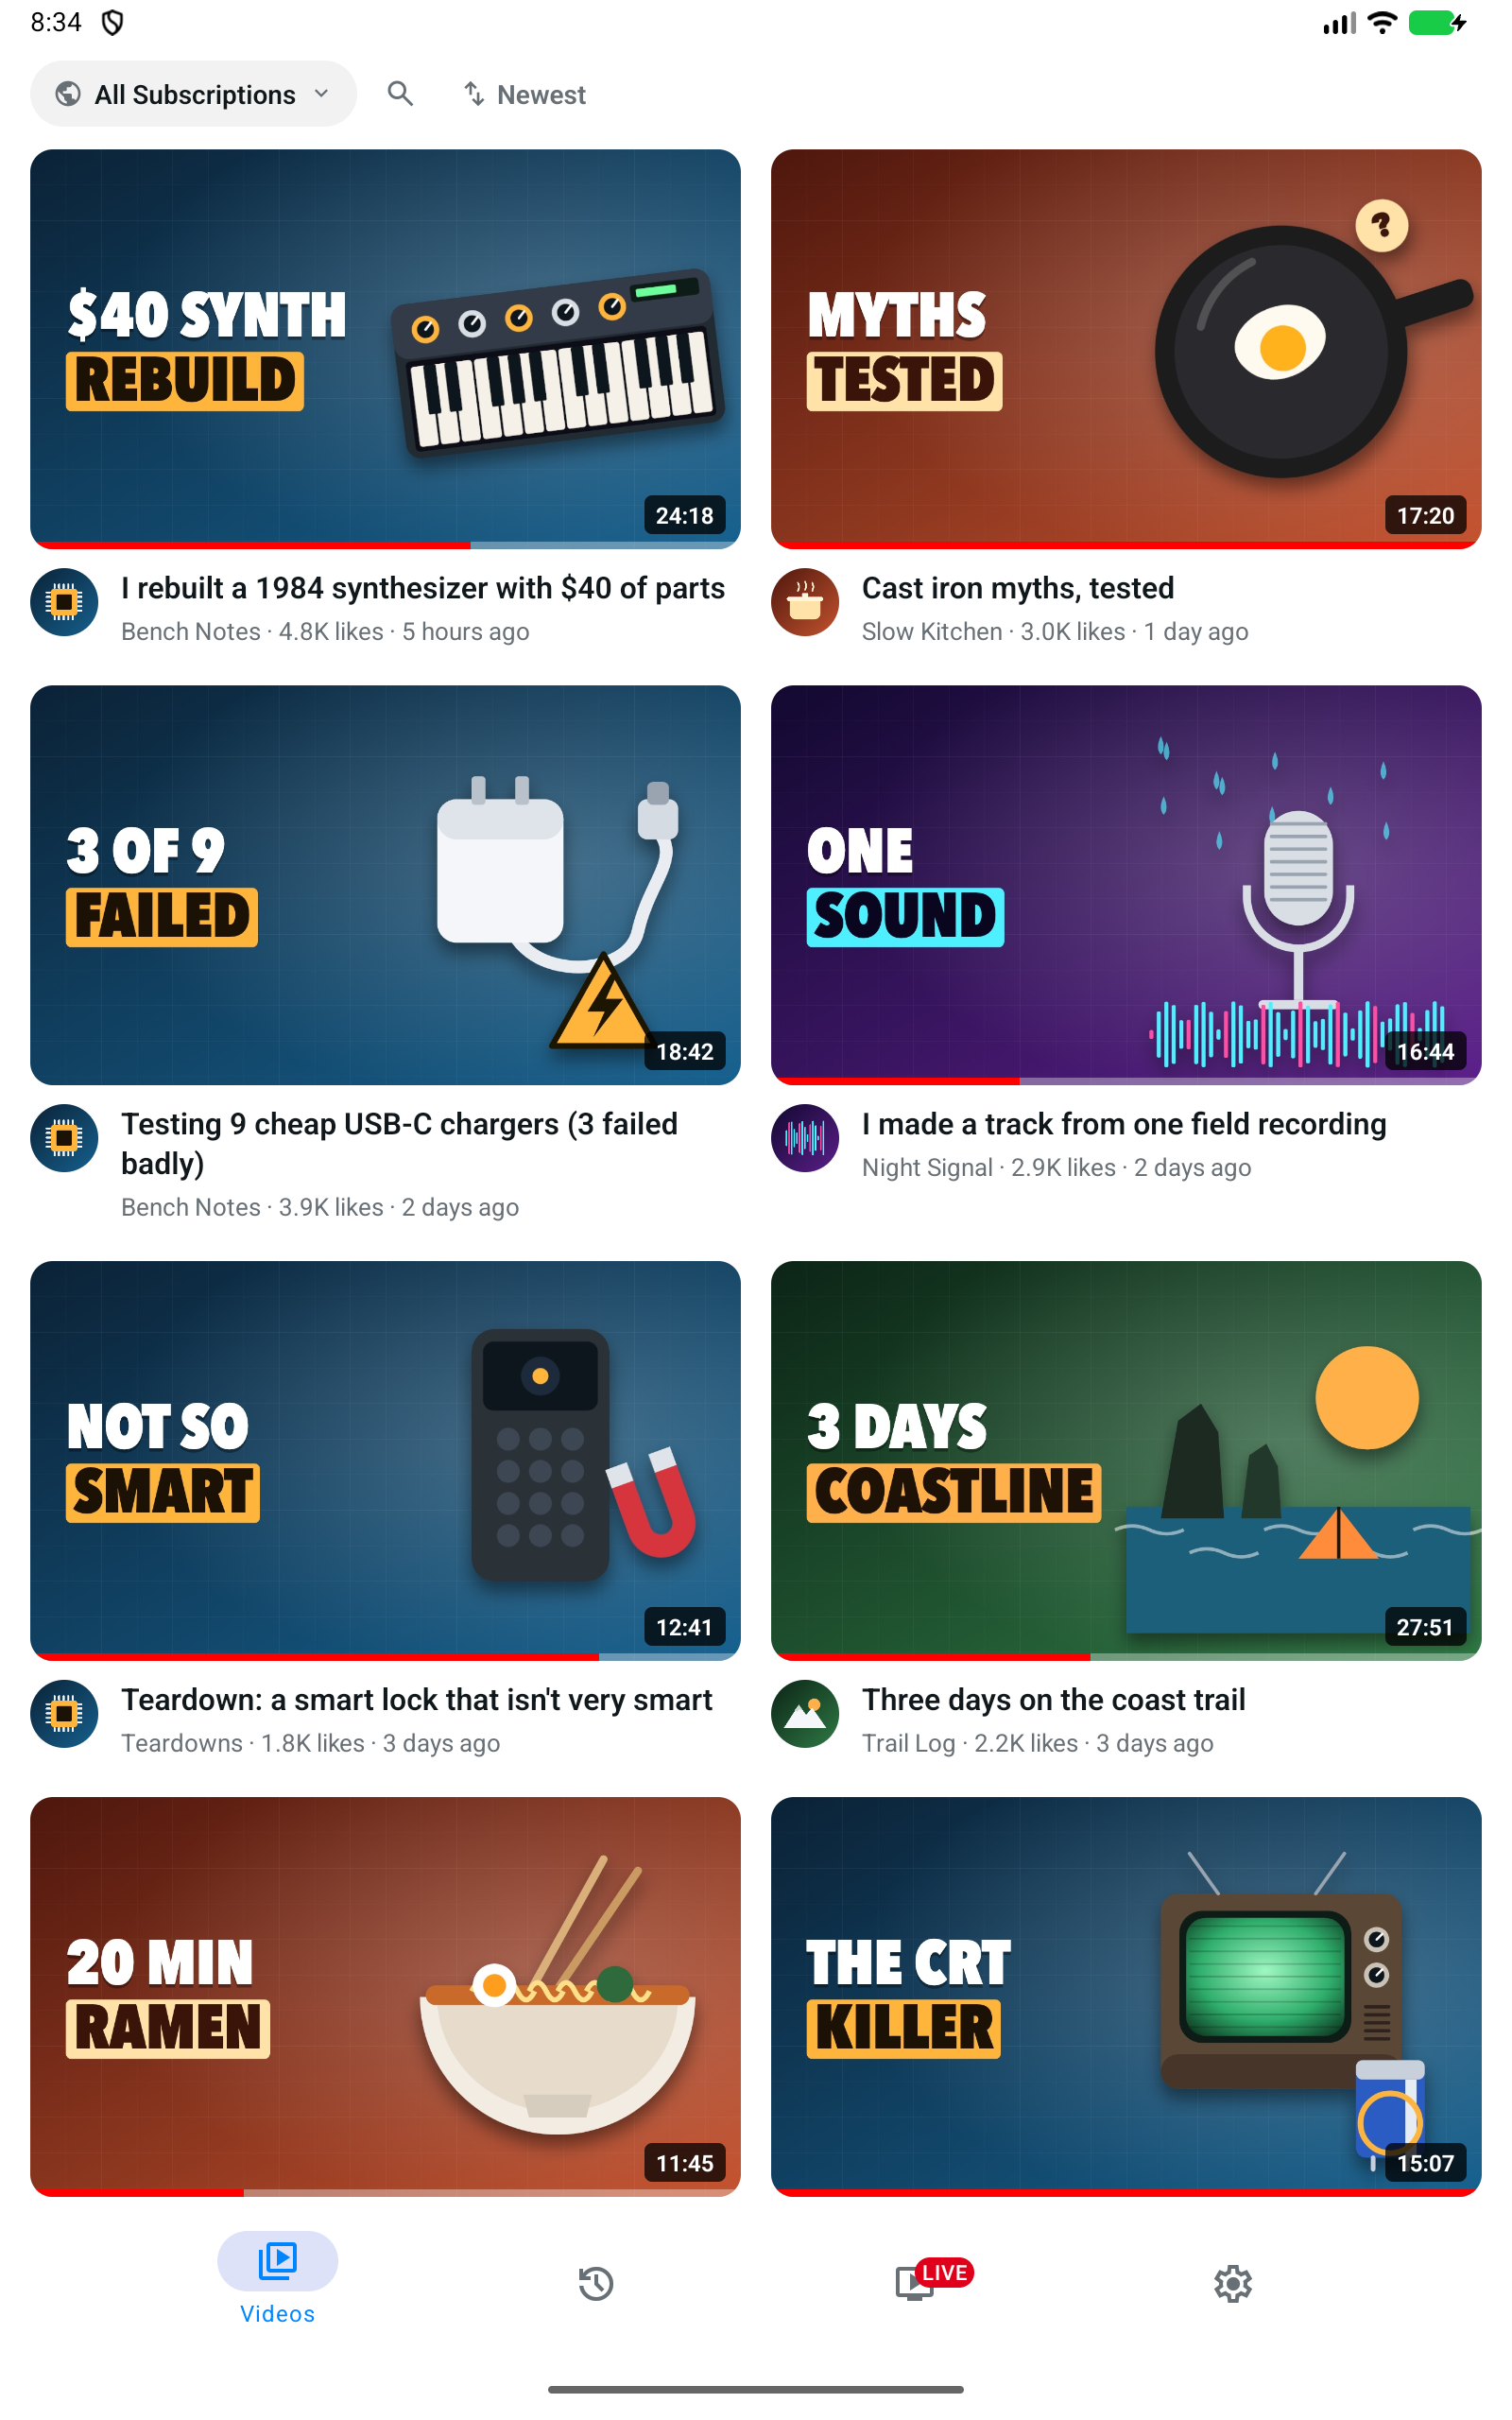 8:34
All Subscriptions
Newest
$40 SYNTH
REBUILD
24:18
I rebuilt a 1984 synthesizer with $40 of parts
Bench Notes · 4.8K likes · 5 hours ago
?
MYTHS
TESTED
17:20
Cast iron myths, tested
Slow Kitchen · 3.0K likes · 1 day ago
3 OF 9
FAILED
18:42
Testing 9 cheap USB-C chargers (3 failed
badly)
Bench Notes · 3.9K likes · 2 days ago
ONE
SOUND
16:44
I made a track from one field recording
Night Signal · 2.9K likes · 2 days ago
NOT SO
SMART
12:41
Teardown: a smart lock that isn't very smart
Teardowns · 1.8K likes · 3 days ago
3 DAYS
COASTLINE
27:51
Three days on the coast trail
Trail Log · 2.2K likes · 3 days ago
20 MIN
RAMEN
11:45
THE CRT
KILLER
15:07
Videos
LIVE